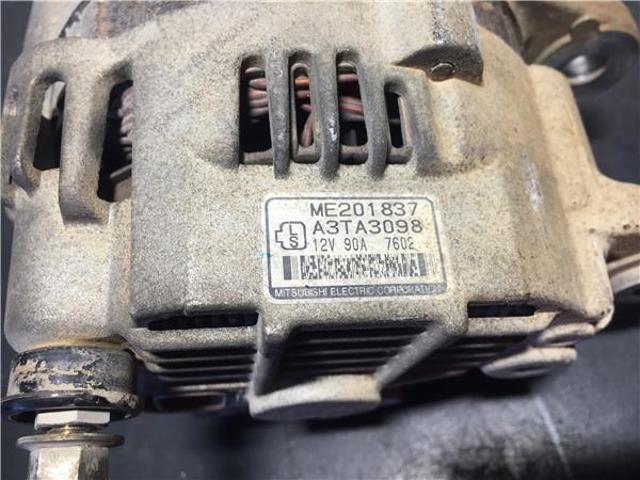 ME201837
L
S
A3TA3098
12V 90A 7602
MITSUBISHI ELECTRIC CORPORATION